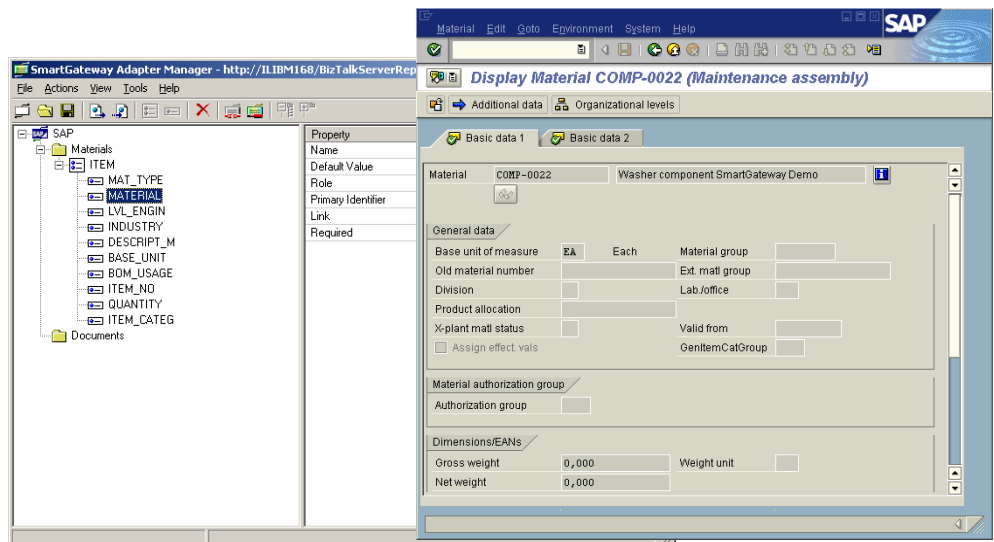 SmartGateway Adapter Manager - http://ILIBM168/BizTalkServerRep
File Actions View Tools Help
SAP
Materials
ITEM
MAT_TYPE
MATERIAL
LVL_ENGIN
INDUSTRY
DESCRIPT_M
BASE_UNIT
BOM_USAGE
ITEM_NO
QUANTITY
ITEM_CATEG
Documents
Property
Name
Default Value
Role
Primary Identifier
Link
Required
Material Edit Goto Environment System Help
SAP
Display Material COMP-0022 (Maintenance assembly)
Additional data Organizational levels
Basic data 1 Basic data 2
Material COMP-0022 Washer component SmartGateway Demo
General data
Base unit of measure EA Each Material group
Old material number Ext. matl group
Division Lab./office
Product allocation
X-plant matl status Valid from
Assign effect. vals GenItemCatGroup
Material authorization group
Authorization group
Dimensions/EANs
Gross weight 0,000 Weight unit
Net weight 0,000